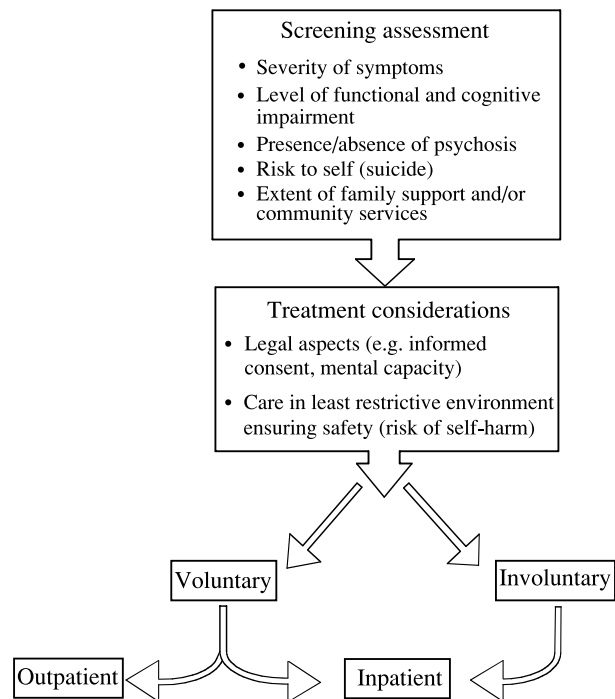 Screening assessment
• Severity of symptoms
• Level of functional and cognitive
impairment
• Presence/absence of psychosis
• Risk to self (suicide)
• Extent of family support and/or
community services
Treatment considerations
• Legal aspects (e.g. informed
consent, mental capacity)
• Care in least restrictive environment
ensuring safety (risk of self-harm)
Voluntary
Involuntary
Outpatient
Inpatient